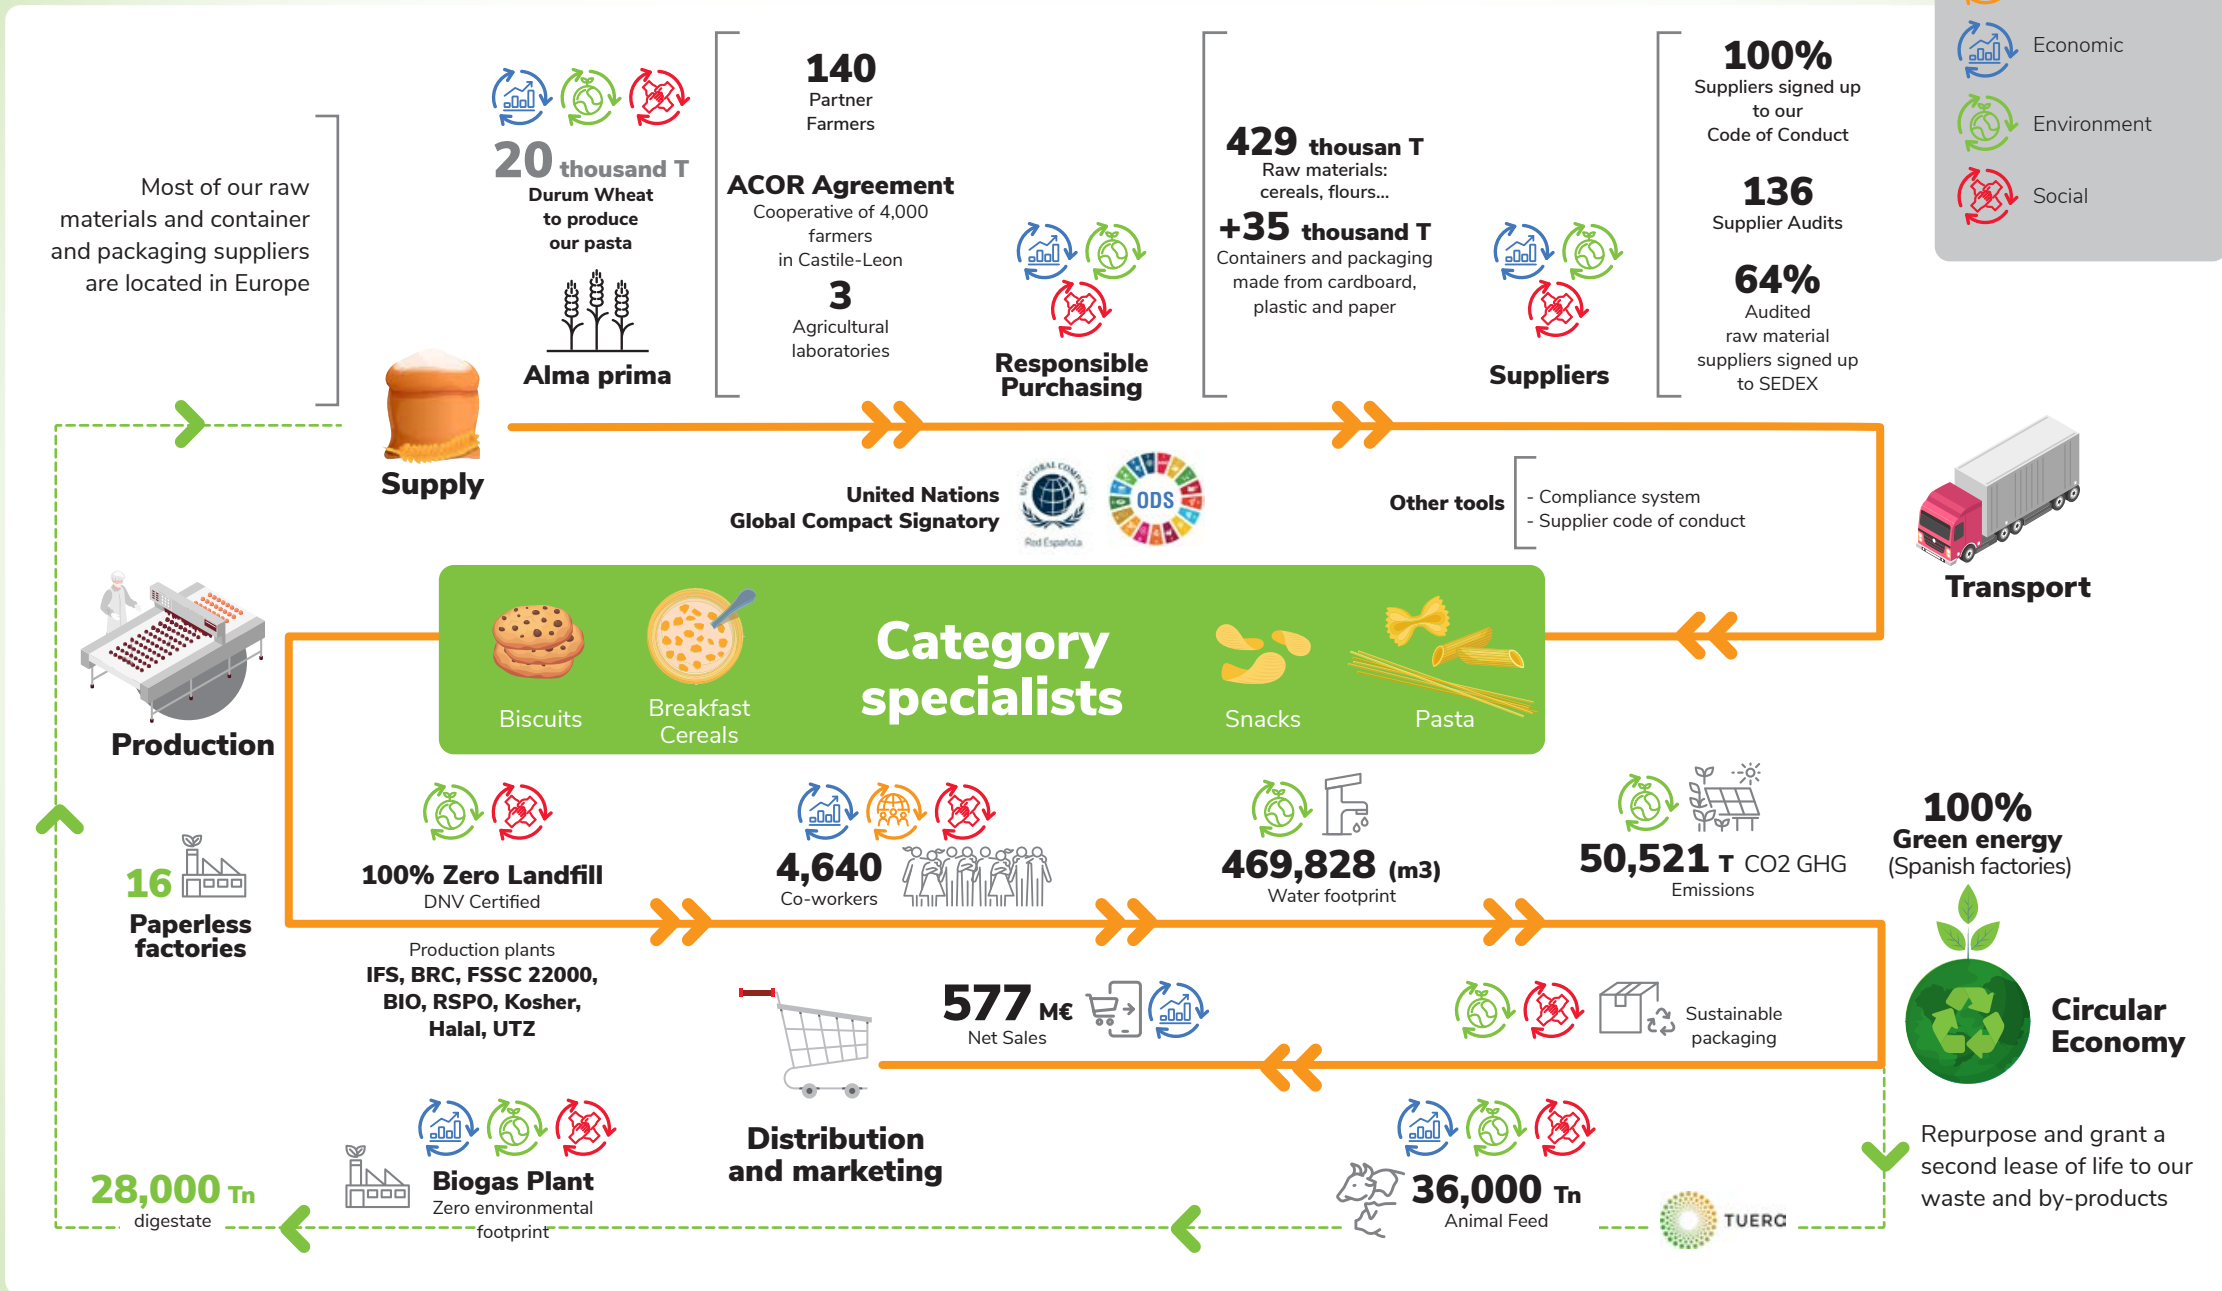 Economic
Environment
Social
Most of our raw
materials and container
and packaging suppliers
are located in Europe
20 thousand T
Durum Wheat
to produce
our pasta
Alma prima
140
Partner
Farmers
ACOR Agreement
Cooperative of 4,000
farmers
in Castile-Leon
3
Agricultural
laboratories
Responsible
Purchasing
429 thousan T
Raw materials:
cereals, flours...
+35 thousand T
Containers and packaging
made from cardboard,
plastic and paper
Suppliers
100%
Suppliers signed up
to our
Code of Conduct
136
Supplier Audits
64%
Audited
raw material
suppliers signed up
to SEDEX
Supply
United Nations
Global Compact Signatory
UN GLOBAL COMPACT
Red Española
ODS
Other tools
- Compliance system
- Supplier code of conduct
Transport
Production
Biscuits
Breakfast
Cereals
Category
specialists
Snacks
Pasta
16
Paperless
factories
100% Zero Landfill
DNV Certified
4,640
Co-workers
469,828 (m3)
Water footprint
50,521 T CO2 GHG
Emissions
100%
Green energy
(Spanish factories)
Production plants
IFS, BRC, FSSC 22000,
BIO, RSPO, Kosher,
Halal, UTZ
577 M€
Net Sales
Sustainable
packaging
Circular
Economy
Distribution
and marketing
Repurpose and grant a
second lease of life to our
waste and by-products
28,000 Tn
digestate
Biogas Plant
Zero environmental
footprint
36,000 Tn
Animal Feed
TUERO